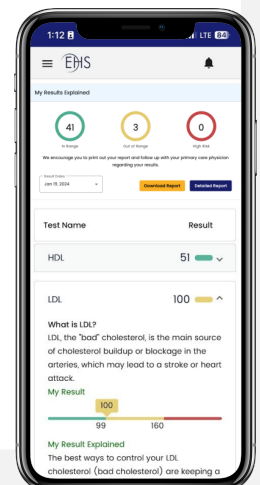 1:12
LTE 84
EHS
My Results Explained
41
3
0
In Range
Out of Range
High Risk
We encourage you to print out your report and follow up with your primary care physician
regarding your results.
Result Dates
Jan 18, 2024
Download Report
Detailed Report
Test Name
Result
HDL
51
LDL
100
What is LDL?
LDL, the "bad" cholesterol, is the main source
of cholesterol buildup or blockage in the
arteries, which may lead to a stroke or heart
attack.
My Result
100
99
160
My Result Explained
The best ways to control your LDL
cholesterol (bad cholesterol) are keeping a